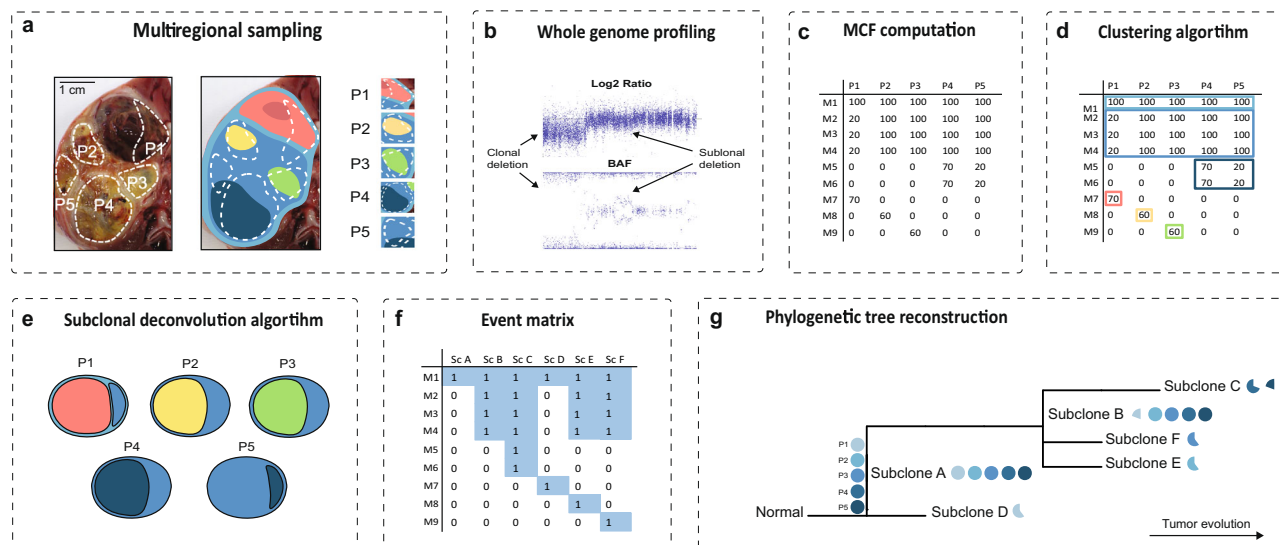 a
Multiregional sampling
1 cm
P1
P2
P3
P4
P5
P1
P2
P3
P4
P5
b
Whole genome profiling
Log2 Ratio
Clonal
deletion
Sublonal
deletion
BAF
c
MCF computation
P1 P2 P3 P4 P5
M1 100 100 100 100 100
M2 20 100 100 100 100
M3 20 100 100 100 100
M4 20 100 100 100 100
M5 0 0 0 70 20
M6 0 0 0 70 20
M7 70 0 0 0 0
M8 0 60 0 0 0
M9 0 0 60 0 0
d
Clustering algorithm
P1 P2 P3 P4 P5
M1 100 100 100 100 100
M2 20 100 100 100 100
M3 20 100 100 100 100
M4 20 100 100 100 100
M5 0 0 0 70 20
M6 0 0 0 70 20
M7 70 0 0 0 0
M8 0 60 0 0 0
M9 0 0 60 0 0
e
Subclonal deconvolution algorithm
P1 P2 P3
P4 P5
f
Event matrix
Sc A Sc B Sc C Sc D Sc E Sc F
M1 1 1 1 1 1 1
M2 0 1 1 0 1 1
M3 0 1 1 0 1 1
M4 0 1 1 0 1 1
M5 0 0 1 0 0 0
M6 0 0 1 0 0 0
M7 0 0 0 1 0 0
M8 0 0 0 0 1 0
M9 0 0 0 0 0 1
g
Phylogenetic tree reconstruction
Subclone C
Subclone B
Subclone F
Subclone E
P1
P2
P3
P4
P5
Subclone A
Normal
Subclone D
Tumor evolution